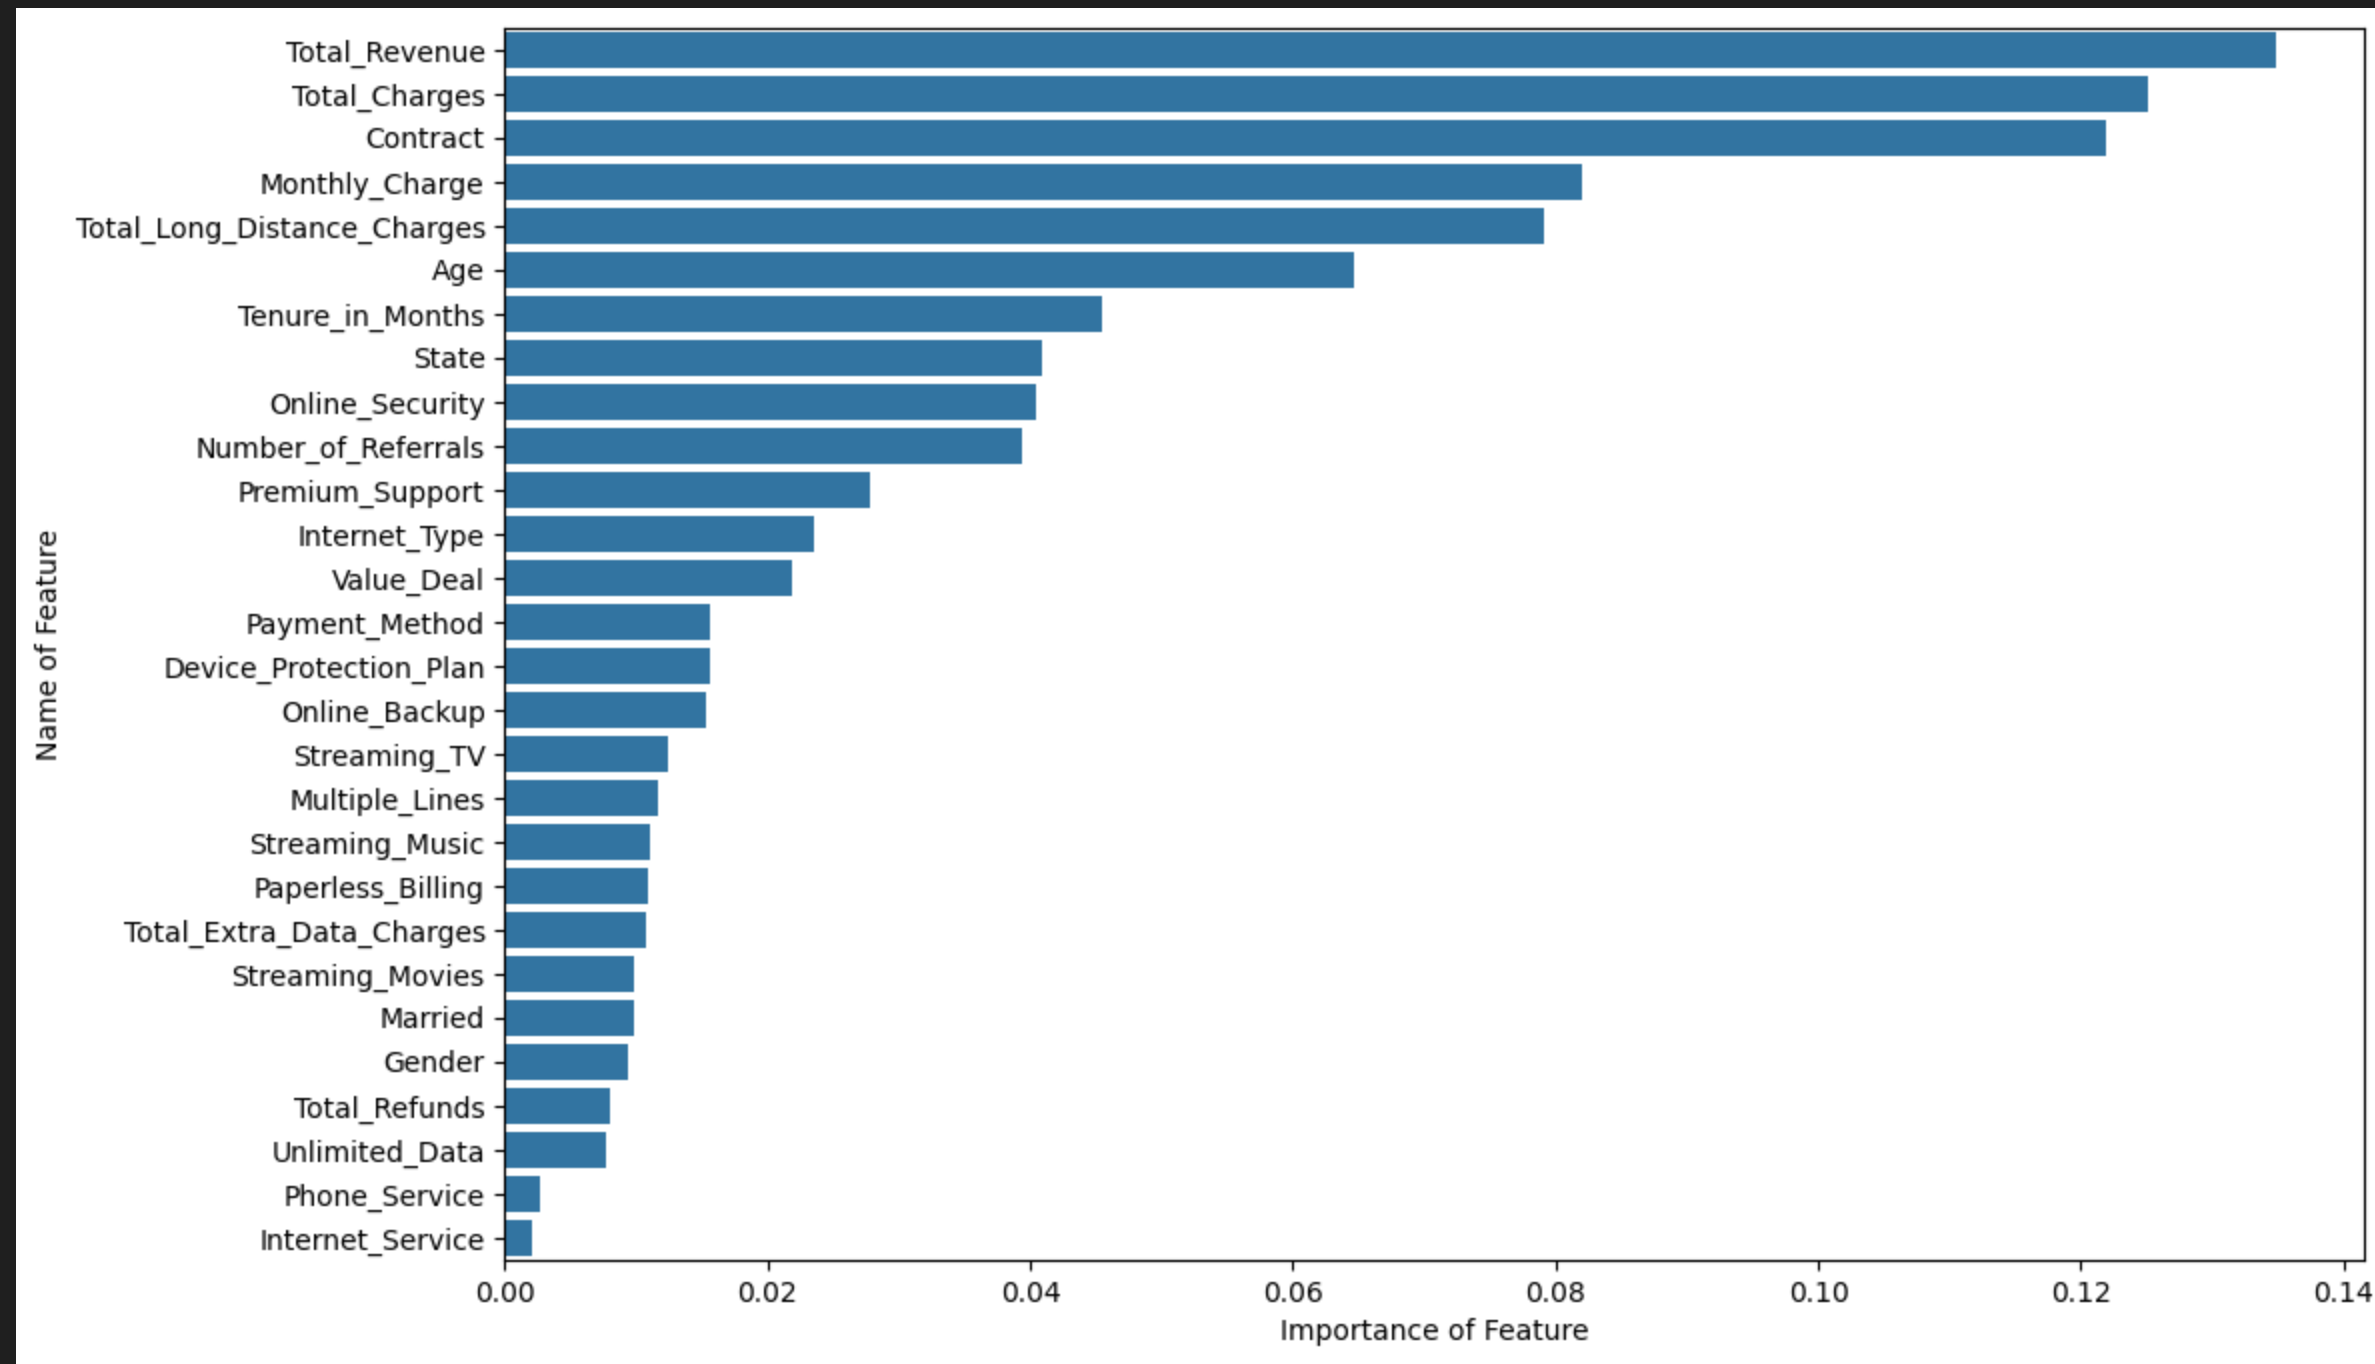 Total_Revenue
Total_Charges
Contract
Monthly_Charge
Total_Long_Distance_Charges
Age
Tenure_in_Months
State
Online_Security
Number_of_Referrals
Premium_Support
Internet_Type
Value_Deal
Payment_Method
Device_Protection_Plan
Online_Backup
Streaming_TV
Multiple_Lines
Streaming_Music
Paperless_Billing
Total_Extra_Data_Charges
Streaming_Movies
Married
Gender
Total_Refunds
Unlimited_Data
Phone_Service
Internet_Service
Name of Feature
0.00 0.02 0.04 0.06 0.08 0.10 0.12 0.14
Importance of Feature